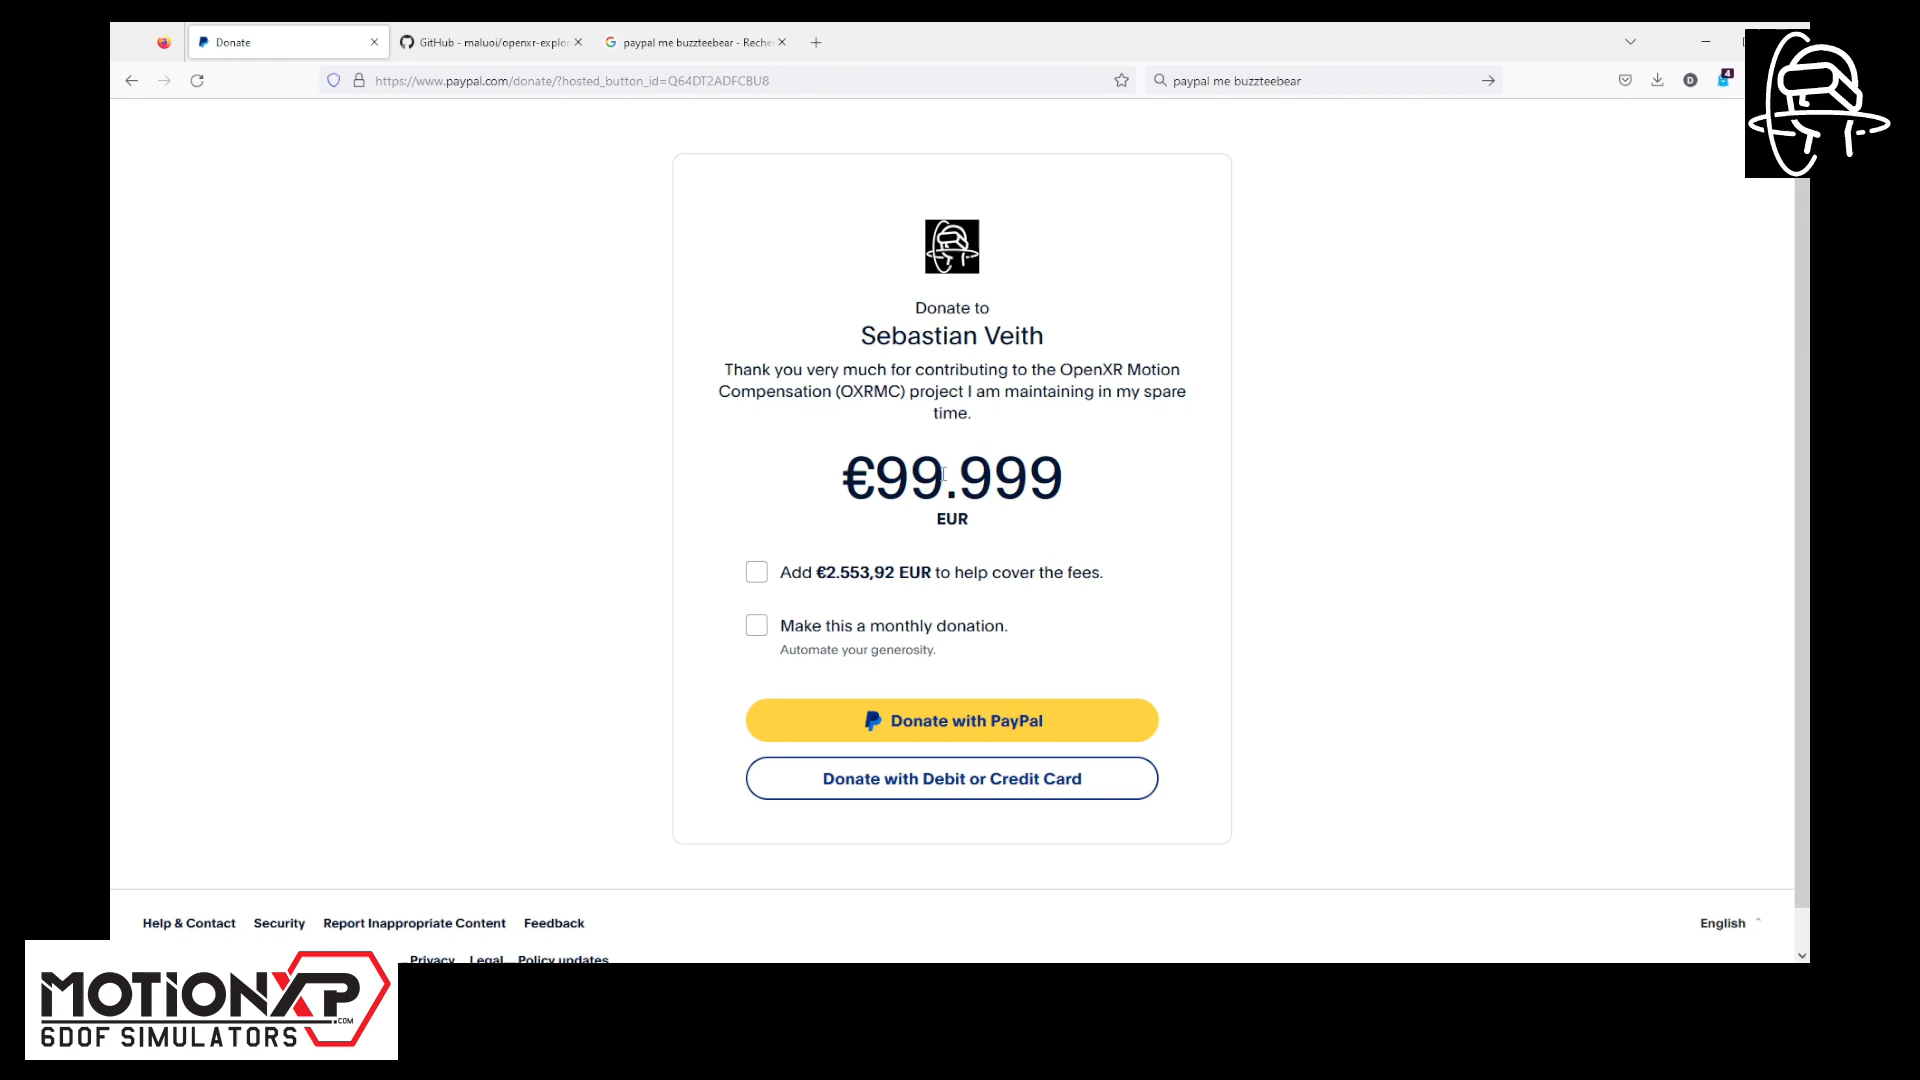 Donate
GitHub - maluoi/openxr-explor
paypal me buzzteebear - Reche
https://www.paypal.com/donate/?hosted_button_id=Q64DT2ADFCBU8
paypal me buzzteebear
D
4
Donate to
Sebastian Veith
Thank you very much for contributing to the OpenXR Motion
Compensation (OXRMC) project I am maintaining in my spare
time.
€99.999
EUR
Add €2.553,92 EUR to help cover the fees.
Make this a monthly donation.
Automate your generosity.
Donate with PayPal
Donate with Debit or Credit Card
Help & Contact Security Report Inappropriate Content Feedback
English
Privacy Legal Policy updates
MOTiONXP
.COM
6DOF SIMULATORS